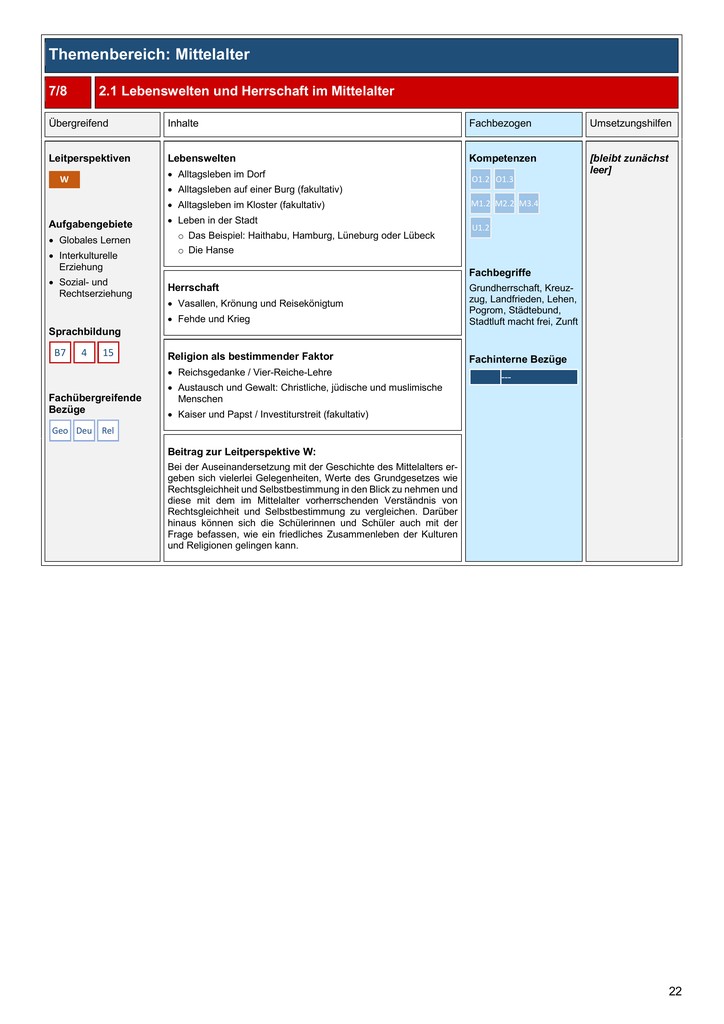 Themenbereich: Mittelalter
7/8
2.1 Lebenswelten und Herrschaft im Mittelalter
Übergreifend
Inhalte
Fachbezogen
Umsetzungshilfen
Leitperspektiven
W
Aufgabengebiete
• Globales Lernen
• Interkulturelle
Erziehung
• Sozial- und
Rechtserziehung
Sprachbildung
B7 4 15
Fachübergreifende
Bezüge
Geo Deu Rel
Lebenswelten
• Alltagsleben im Dorf
• Alltagsleben auf einer Burg (fakultativ)
• Alltagsleben im Kloster (fakultativ)
• Leben in der Stadt
o Das Beispiel: Haithabu, Hamburg, Lüneburg oder Lübeck
o Die Hanse
Herrschaft
• Vasallen, Krönung und Reisekönigtum
• Fehde und Krieg
Religion als bestimmender Faktor
• Reichsgedanke / Vier-Reiche-Lehre
• Austausch und Gewalt: Christliche, jüdische und muslimische
Menschen
• Kaiser und Papst / Investiturstreit (fakultativ)
Beitrag zur Leitperspektive W:
Bei der Auseinandersetzung mit der Geschichte des Mittelalters er-
geben sich vielerlei Gelegenheiten, Werte des Grundgesetzes wie
Rechtsgleichheit und Selbstbestimmung in den Blick zu nehmen und
diese mit dem im Mittelalter vorherrschenden Verständnis von
Rechtsgleichheit und Selbstbestimmung zu vergleichen. Darüber
hinaus können sich die Schülerinnen und Schüler auch mit der
Frage befassen, wie ein friedliches Zusammenleben der Kulturen
und Religionen gelingen kann.
Kompetenzen
O1.2 O1.3
M1.2 M2.2 M3.4
U1.2
Fachbegriffe
Grundherrschaft, Kreuz-
zug, Landfrieden, Lehen,
Pogrom, Städtebund,
Stadtluft macht frei, Zunft
Fachinterne Bezüge
---
[bleibt zunächst
leer]
22